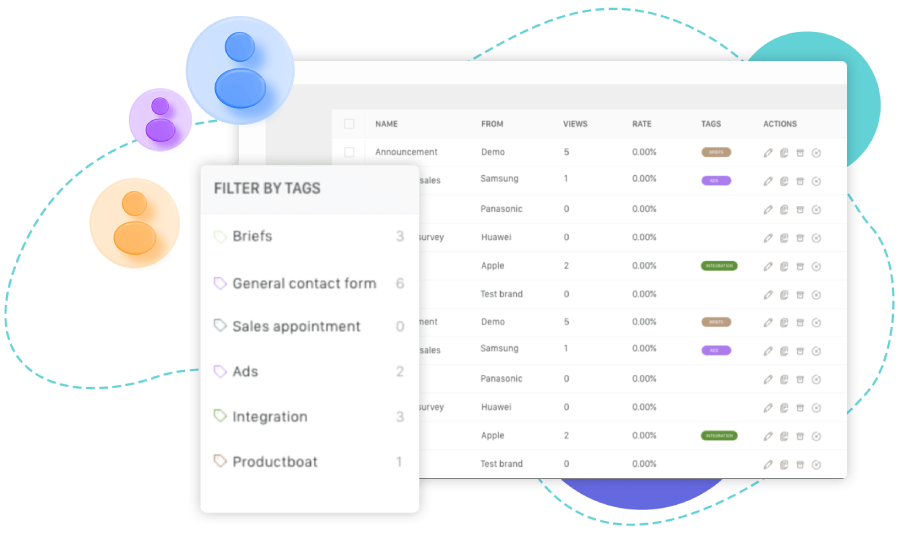 NAME FROM VIEWS RATE TAGS ACTIONS
Announcement Demo 5 0.00% BRIEFS
sales Samsung 1 0.00% ADS
Panasonic 0 0.00%
survey Huawei 0 0.00%
Apple 2 0.00% INTEGRATION
Test brand 0 0.00%
ment Demo 5 0.00% BRIEFS
sales Samsung 1 0.00% ADS
Panasonic 0 0.00%
survey Huawei 0 0.00%
Apple 2 0.00% INTEGRATION
Test brand 0 0.00%
FILTER BY TAGS
Briefs 3
General contact form 6
Sales appointment 0
Ads 2
Integration 3
Productboat 1